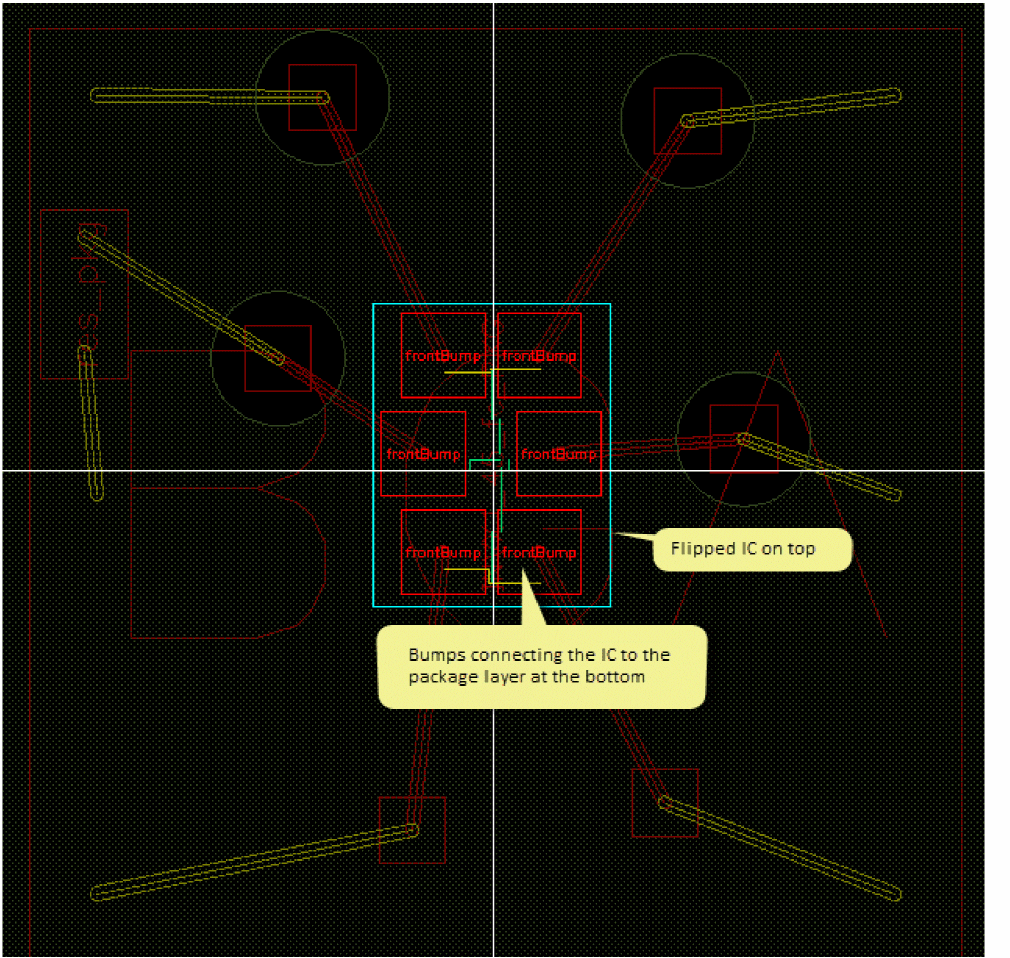 frontBump frontBump
frontBump frontBump
frontBump frontBump
Flipped IC on top
Bumps connecting the IC to the
package layer at the bottom
B
A